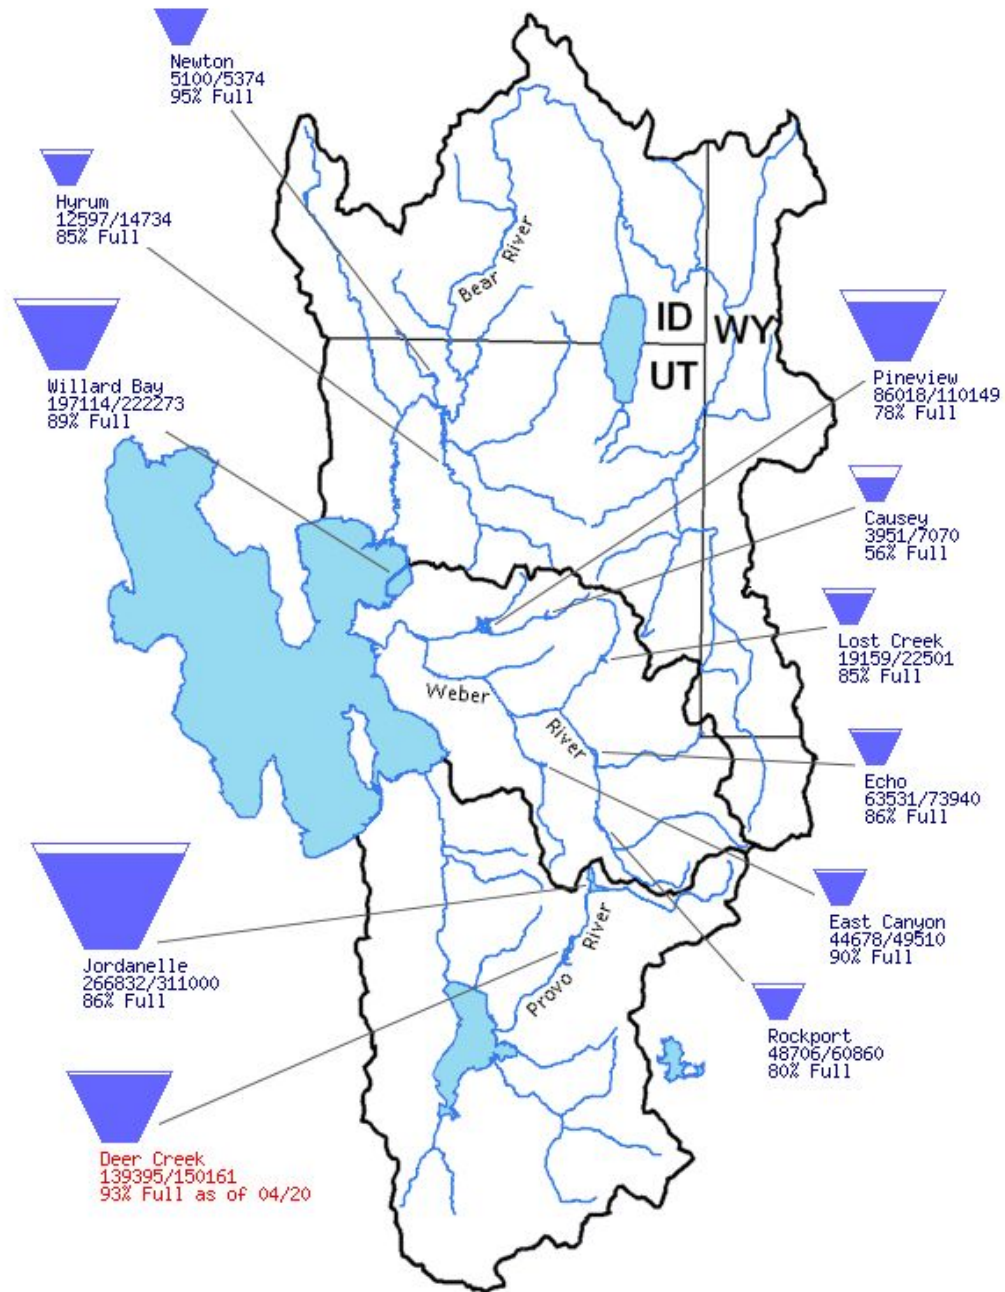 Newton
5100/5374
95% Full
Hyrum
12597/14734
85% Full
Bear River
ID
WY
UT
Willard Bay
197114/222273
89% Full
Pineview
86018/110149
78% Full
Causey
3951/7070
56% Full
Lost Creek
19159/22501
85% Full
Weber
River
Echo
63531/73940
86% Full
East Canyon
44678/49510
90% Full
Jordanelle
266832/311000
86% Full
Provo River
Rockport
48706/60860
80% Full
Deer Creek
139395/150161
93% Full as of 04/20